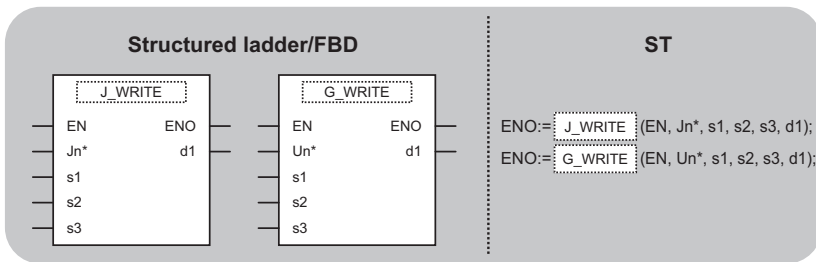 Structured ladder/FBD
J_WRITE
EN ENO
Jn* d1
s1
s2
s3
G_WRITE
EN ENO
Un* d1
s1
s2
s3
ST
ENO:= J_WRITE (EN, Jn*, s1, s2, s3, d1);
ENO:= G_WRITE (EN, Un*, s1, s2, s3, d1);